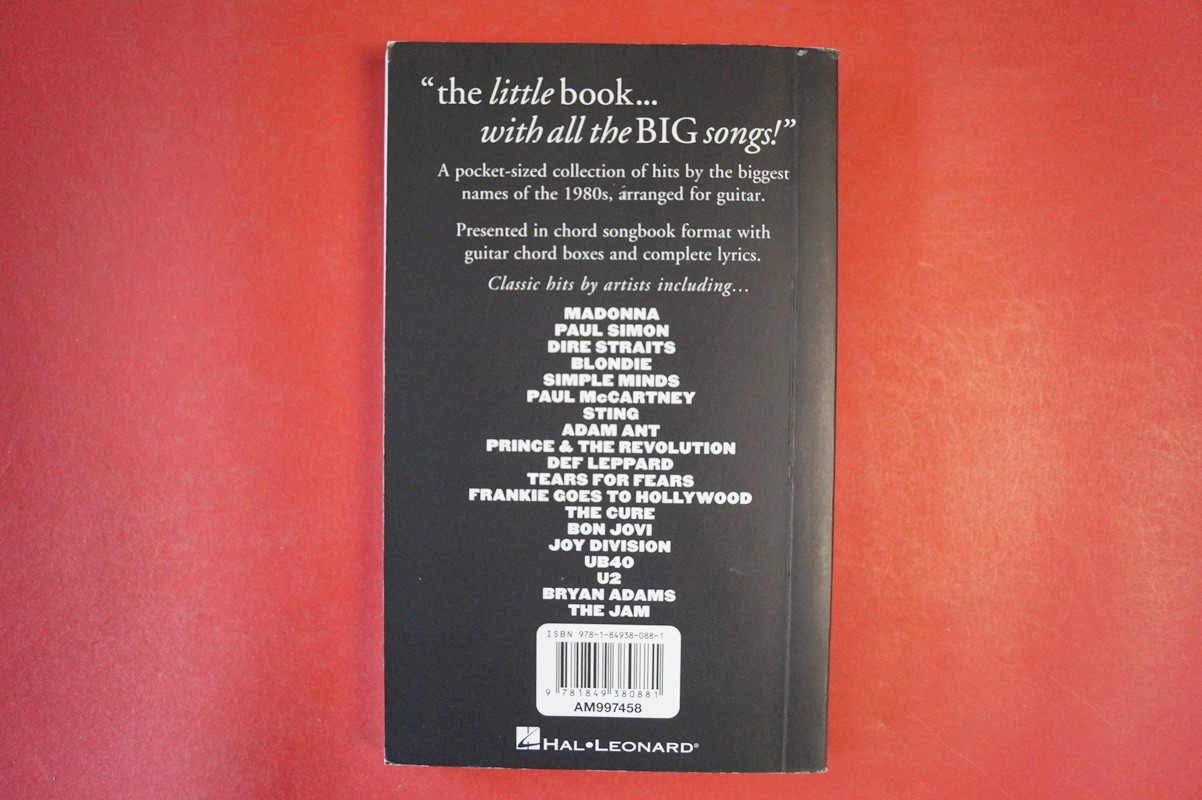 “the little book...
with all the BIG songs!”
A pocket-sized collection of hits by the biggest
names of the 1980s, arranged for guitar.
Presented in chord songbook format with
guitar chord boxes and complete lyrics.
Classic hits by artists including...
MADONNA
PAUL SIMON
DIRE STRAITS
BLONDIE
SIMPLE MINDS
PAUL McCARTNEY
STING
ADAM ANT
PRINCE & THE REVOLUTION
DEF LEPPARD
TEARS FOR FEARS
FRANKIE GOES TO HOLLYWOOD
THE CURE
BON JOVI
JOY DIVISION
UB40
U2
BRYAN ADAMS
THE JAM
ISBN 978-1-84938-088-1
9 781849 380881
AM997458
HAL•LEONARD®